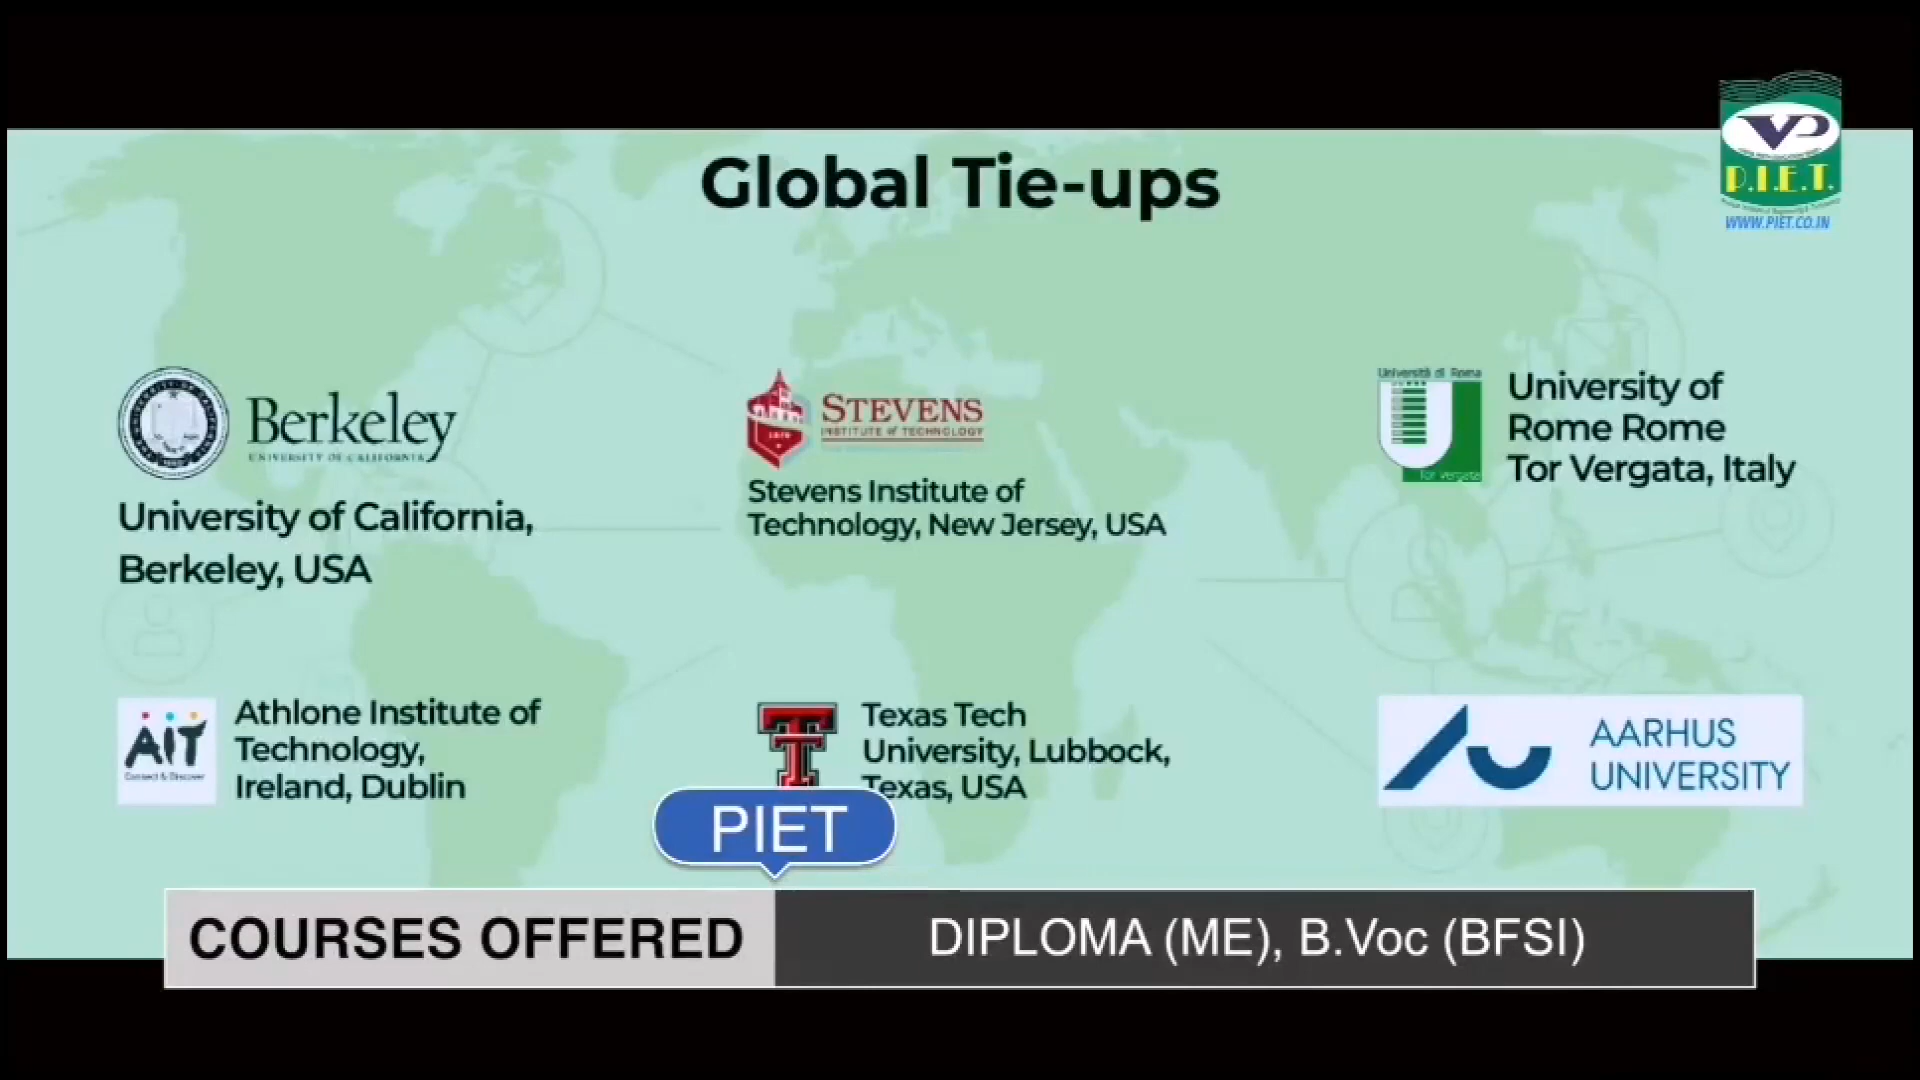 Global Tie-ups
VP
P.I.E.T.
WWW.PIET.CO.IN
Berkeley
UNIVERSITY OF CALIFORNIA
University of California,
Berkeley, USA
STEVENS
INSTITUTE of TECHNOLOGY
1870
Stevens Institute of
Technology, New Jersey, USA
Università di Roma
Tor Vergata
University of
Rome Rome
Tor Vergata, Italy
AIT
Connect & Discover
Athlone Institute of
Technology,
Ireland, Dublin
Texas Tech
University, Lubbock,
Texas, USA
AARHUS
UNIVERSITY
PIET
COURSES OFFERED
DIPLOMA (ME), B.Voc (BFSI)